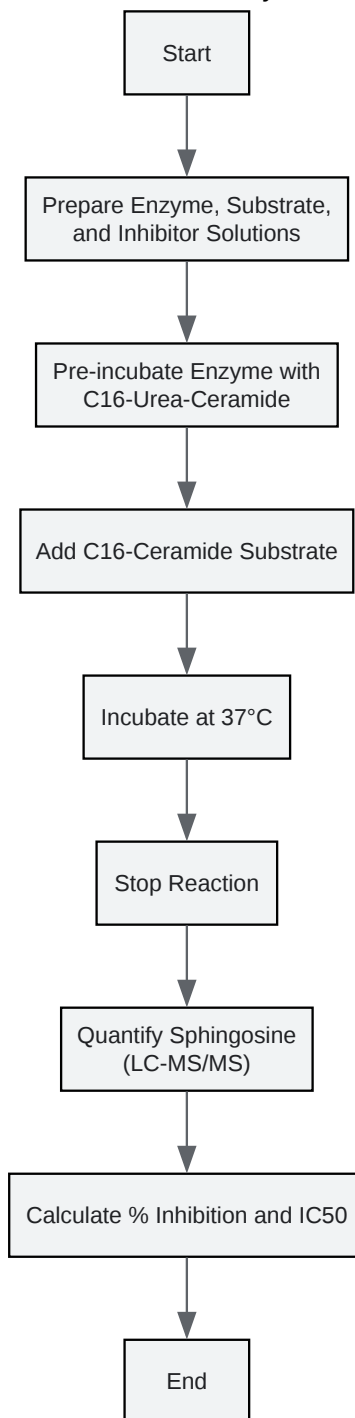 Start
Prepare Enzyme, Substrate,
and Inhibitor Solutions
Pre-incubate Enzyme with
C16-Urea-Ceramide
Add C16-Ceramide Substrate
Incubate at 37°C
Stop Reaction
Quantify Sphingosine
(LC-MS/MS)
Calculate % Inhibition and IC50
End